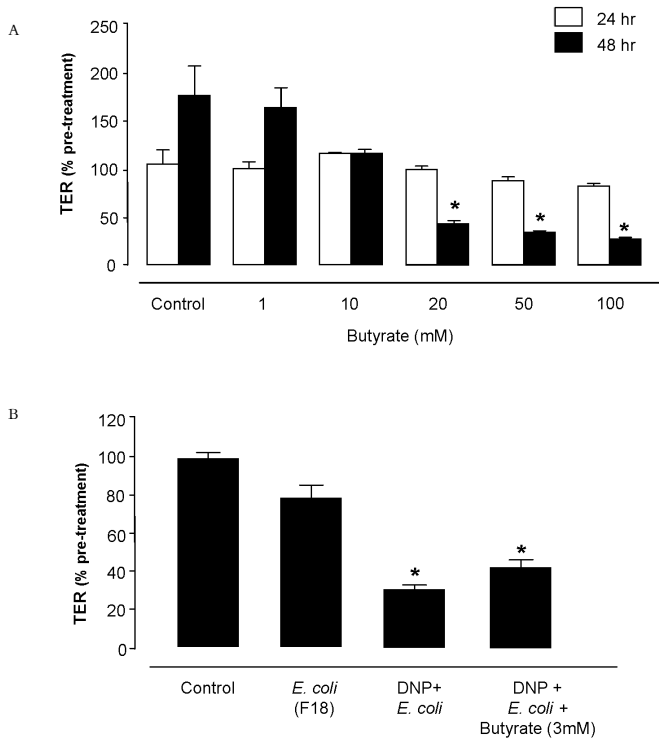 A
24 hr
48 hr
TER (% pre-treatment)
250
200
150
100
50
0
Control 1 10 20 50 100
* * *
Butyrate (mM)
B
TER (% pre-treatment)
120
100
80
60
40
20
0
* *
Control E. coli DNP+ DNP +
(F18) E. coli E. coli +
Butyrate (3mM)